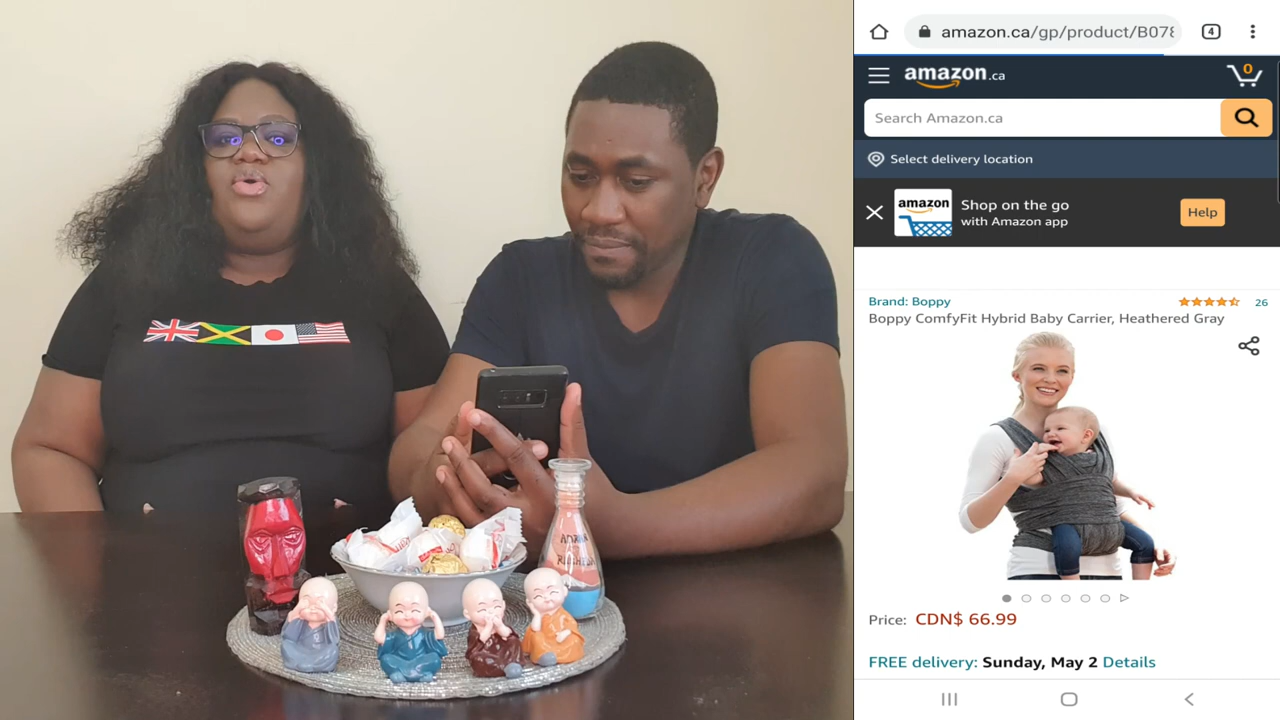 amazon.ca/gp/product/B078
4
amazon.ca
0
Search Amazon.ca
Select delivery location
amazon
Shop on the go
with Amazon app
Help
Brand: Boppy
26
Boppy ComfyFit Hybrid Baby Carrier, Heathered Gray
Price: CDN$ 66.99
FREE delivery: Sunday, May 2 Details